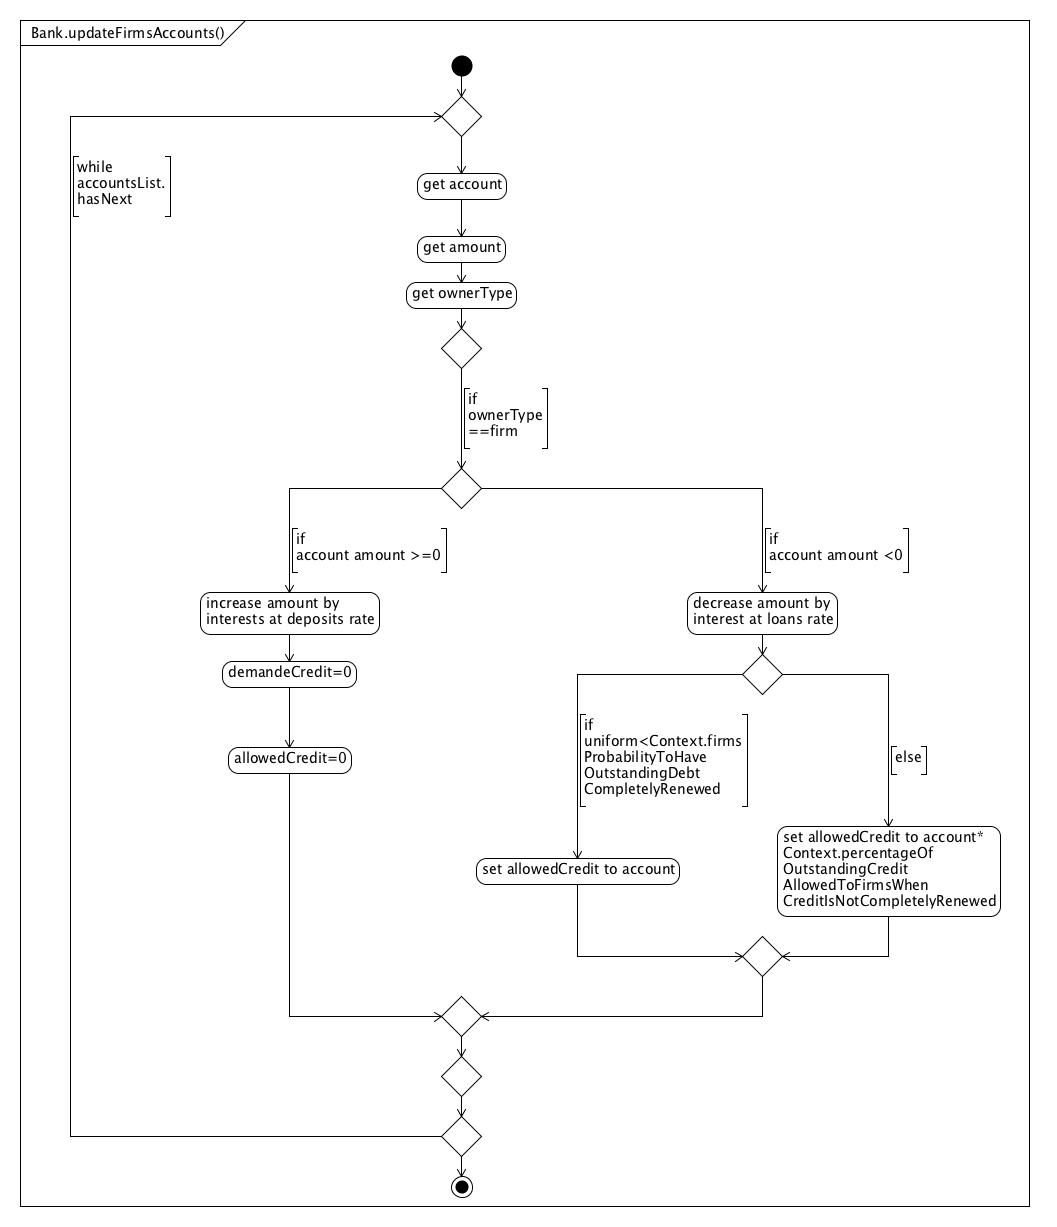 Bank.updateFirmsAccounts()
while
accountsList.
hasNext
get account
get amount
get ownerType
if
ownerType
==firm
if
account amount >=0
if
account amount <0
increase amount by
interests at deposits rate
decrease amount by
interest at loans rate
demandeCredit=0
allowedCredit=0
if
uniform<Context.firms
ProbabilityToHave
OutstandingDebt
CompletelyRenewed
else
set allowedCredit to account
set allowedCredit to account*
Context.percentageOf
OutstandingCredit
AllowedToFirmsWhen
CreditIsNotCompletelyRenewed